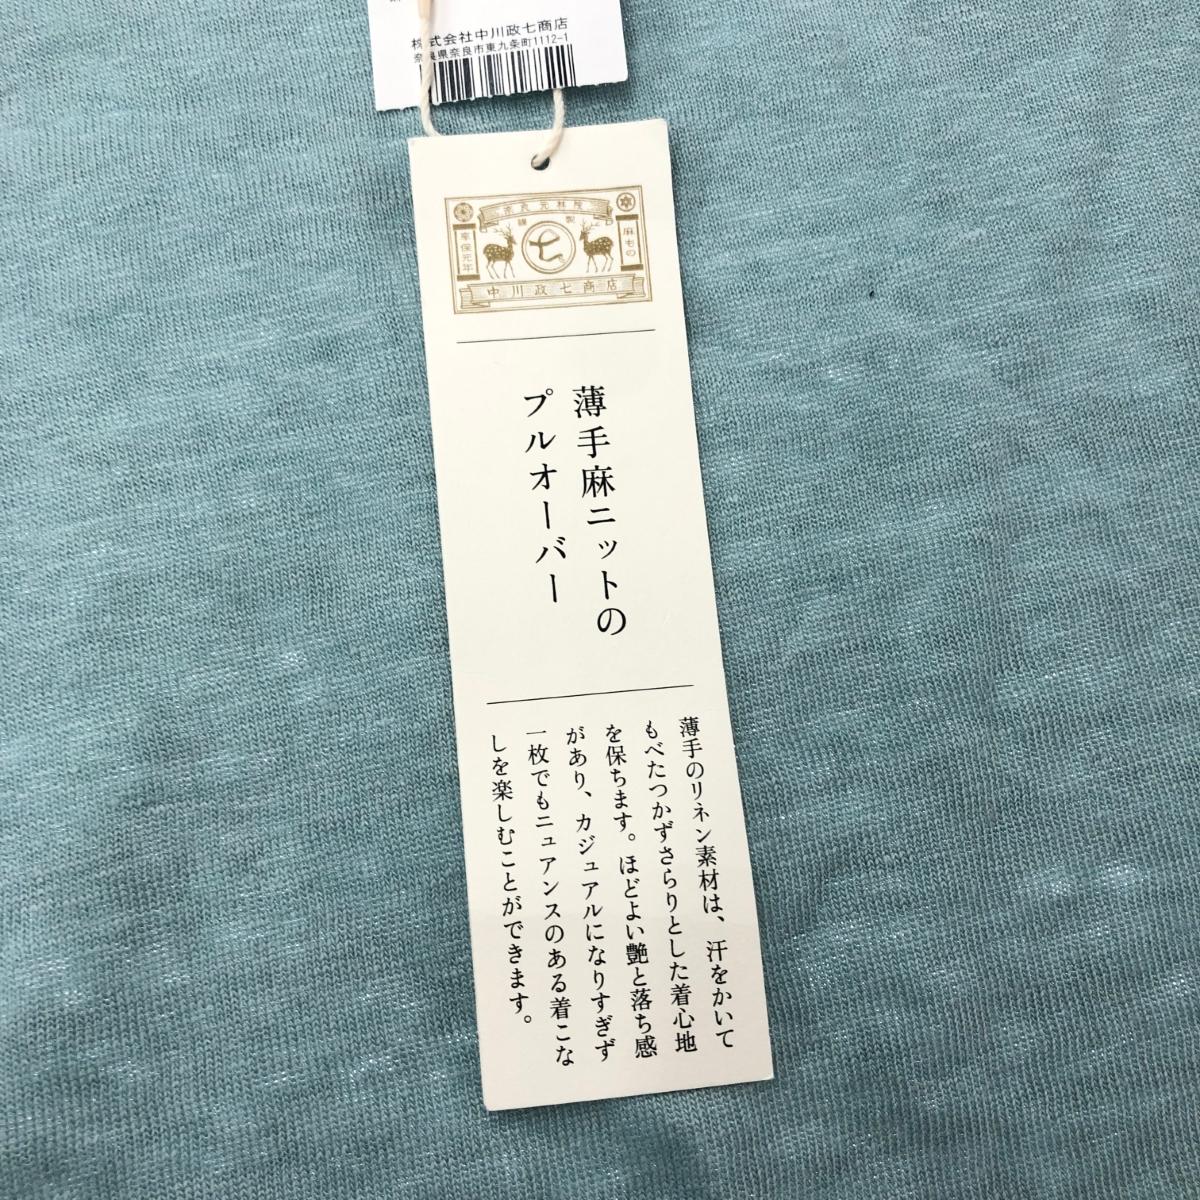 株式会社中川政七商店
奈良県奈良市東九条町1112-1
奈良元林院
謹製
享保元年
七
麻もの
中川政七商店
薄手麻ニットの
プルオーバー
薄手のリネン素材は、汗をかいて
もべたつかずさらりとした着心地
を保ちます。ほどよい艶と落ち感
があり、カジュアルになりすぎず
一枚でもニュアンスのある着こな
しを楽しむことができます。